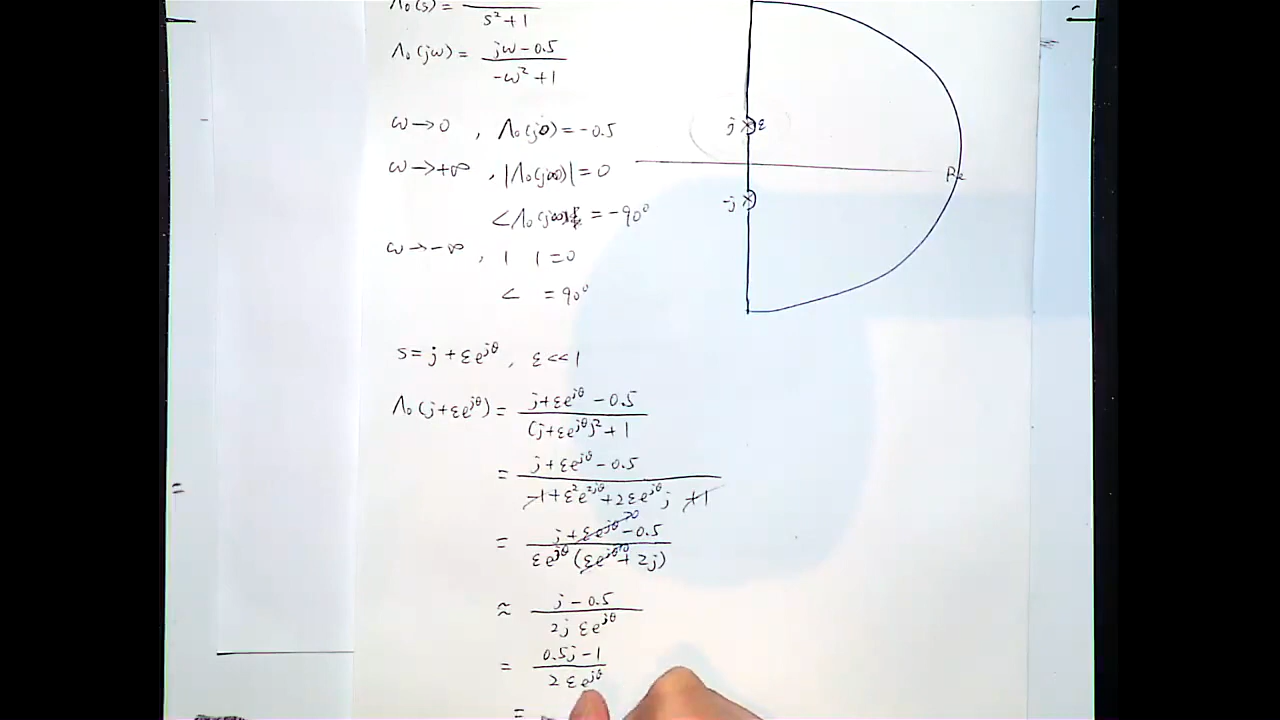 Λ₀(s) = ───
s²+1
Λ₀(jω) = (jω − 0.5) / (−ω² + 1)
ω→0 , Λ₀(j0) = −0.5
ω→+∞ , |Λ₀(j∞)| = 0
∠Λ₀(j∞) = −90°
ω→−∞ , | | = 0
∠ = 90°
s = j + εe^{jθ} , ε << 1
Λ₀(j+εe^{jθ}) = (j+εe^{jθ} − 0.5) / ((j+εe^{jθ})² + 1)
= (j+εe^{jθ} − 0.5) / (−1+ε²e^{2jθ}+2εe^{jθ}j +1)
= (j+εe^{jθ→0} − 0.5) / (εe^{jθ}(εe^{jθ→0} + 2j))
≈ (j − 0.5) / (2j εe^{jθ})
= (0.5j − 1) / (2εe^{jθ})
=
j × ε
Re
-j ×